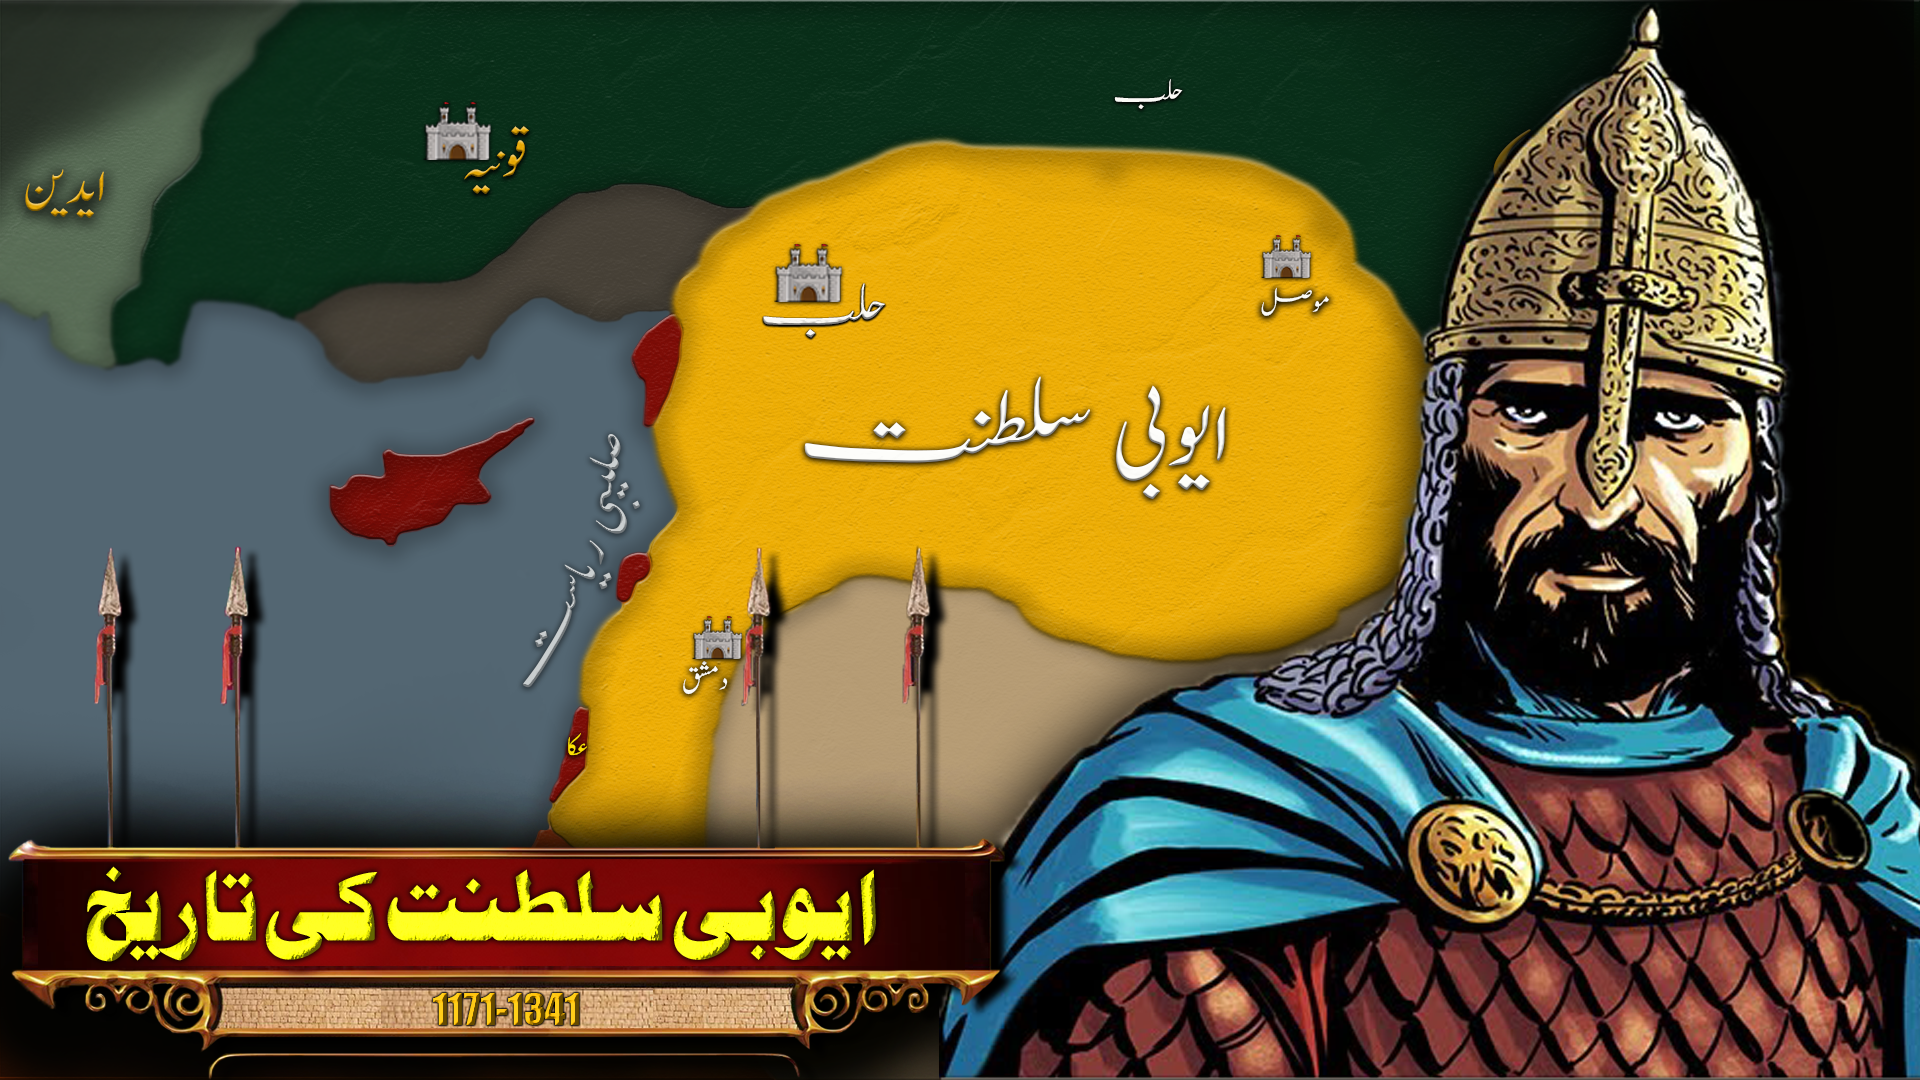 حلب
قونیہ
ایدین
حلب
موصل
ایوبی سلطنت
صلیبی ریاست
دمشق
عکا
ایوبی سلطنت کی تاریخ
1171-1341